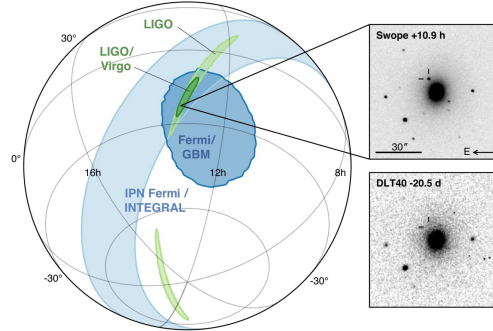 LIGO
LIGO/
Virgo
Fermi/
GBM
IPN Fermi /
INTEGRAL
30°
0°
-30°
-30°
16h
12h
8h
Swope +10.9 h
30"
E
DLT40 -20.5 d